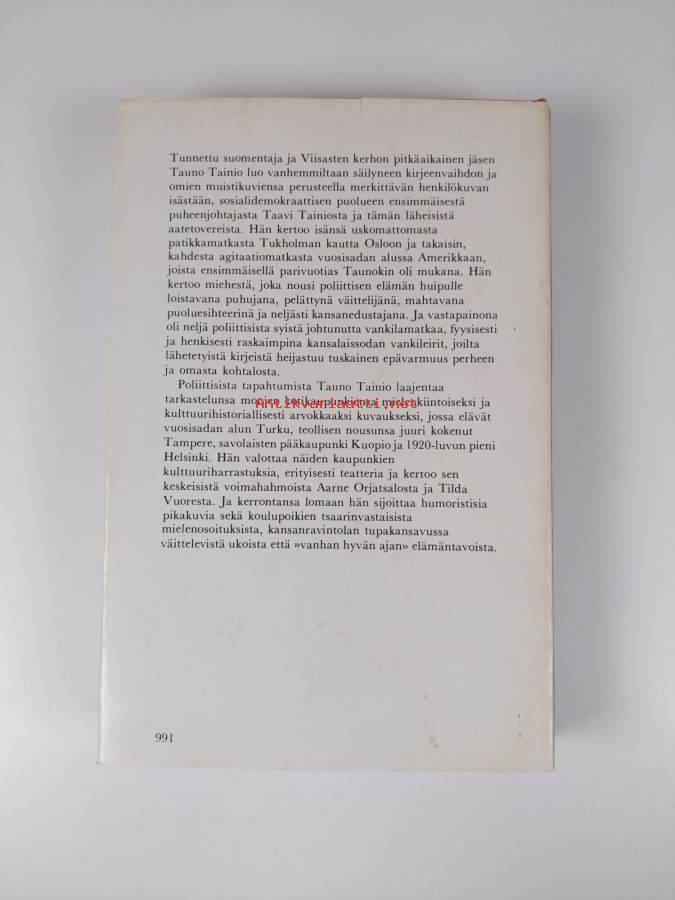 Tunnettu suomentaja ja Viisasten kerhon pitkäaikainen jäsen
Tauno Tainio luo vanhemmiltaan säilyneen kirjeenvaihdon ja
omien muistikuviensa perusteella merkittävän henkilökuvan
isästään, sosialidemokraattisen puolueen ensimmäisestä
puheenjohtajasta Taavi Tainiosta ja tämän läheisistä
aatetovereista. Hän kertoo isänsä uskomattomasta
patikkamatkasta Tukholman kautta Osloon ja takaisin,
kahdesta agitaatiomatkasta vuosisadan alussa Amerikkaan,
joista ensimmäisellä parivuotias Taunokin oli mukana. Hän
kertoo miehestä, joka nousi poliittisen elämän huipulle
loistavana puhujana, pelättynä väittelijänä, mahtavana
puoluesihteerinä ja neljästi kansanedustajana. Ja vastapainona
oli neljä poliittisista syistä johtunutta vankilamatkaa, fyysisesti
ja henkisesti raskaimpina kansalaissodan vankileirit, joilta
lähetetyistä kirjeistä heijastuu tuskainen epävarmuus perheen
ja omasta kohtalosta.
Poliittisista tapahtumista Tauno Tainio laajentaa
tarkastelunsa monien kotikaupunkiensa mielenkiintoiseksi ja
antikvariaatti.net
kulttuurihistoriallisesti arvokkaaksi kuvaukseksi, jossa elävät
vuosisadan alun Turku, teollisen nousunsa juuri kokenut
Tampere, savolaisten pääkaupunki Kuopio ja 1920-luvun pieni
Helsinki. Hän valottaa näiden kaupunkien
kulttuuriharrastuksia, erityisesti teatteria ja kertoo sen
keskeisistä voimahahmoista Aarne Orjatsalosta ja Tilda
Vuoresta. Ja kerrontansa lomaan hän sijoittaa humoristisia
pikakuvia sekä koulupoikien tsaarinvastaisista
mielenosoituksista, kansanravintolan tupakansavussa
väittelevistä ukoista että »vanhan hyvän ajan» elämäntavoista.
991